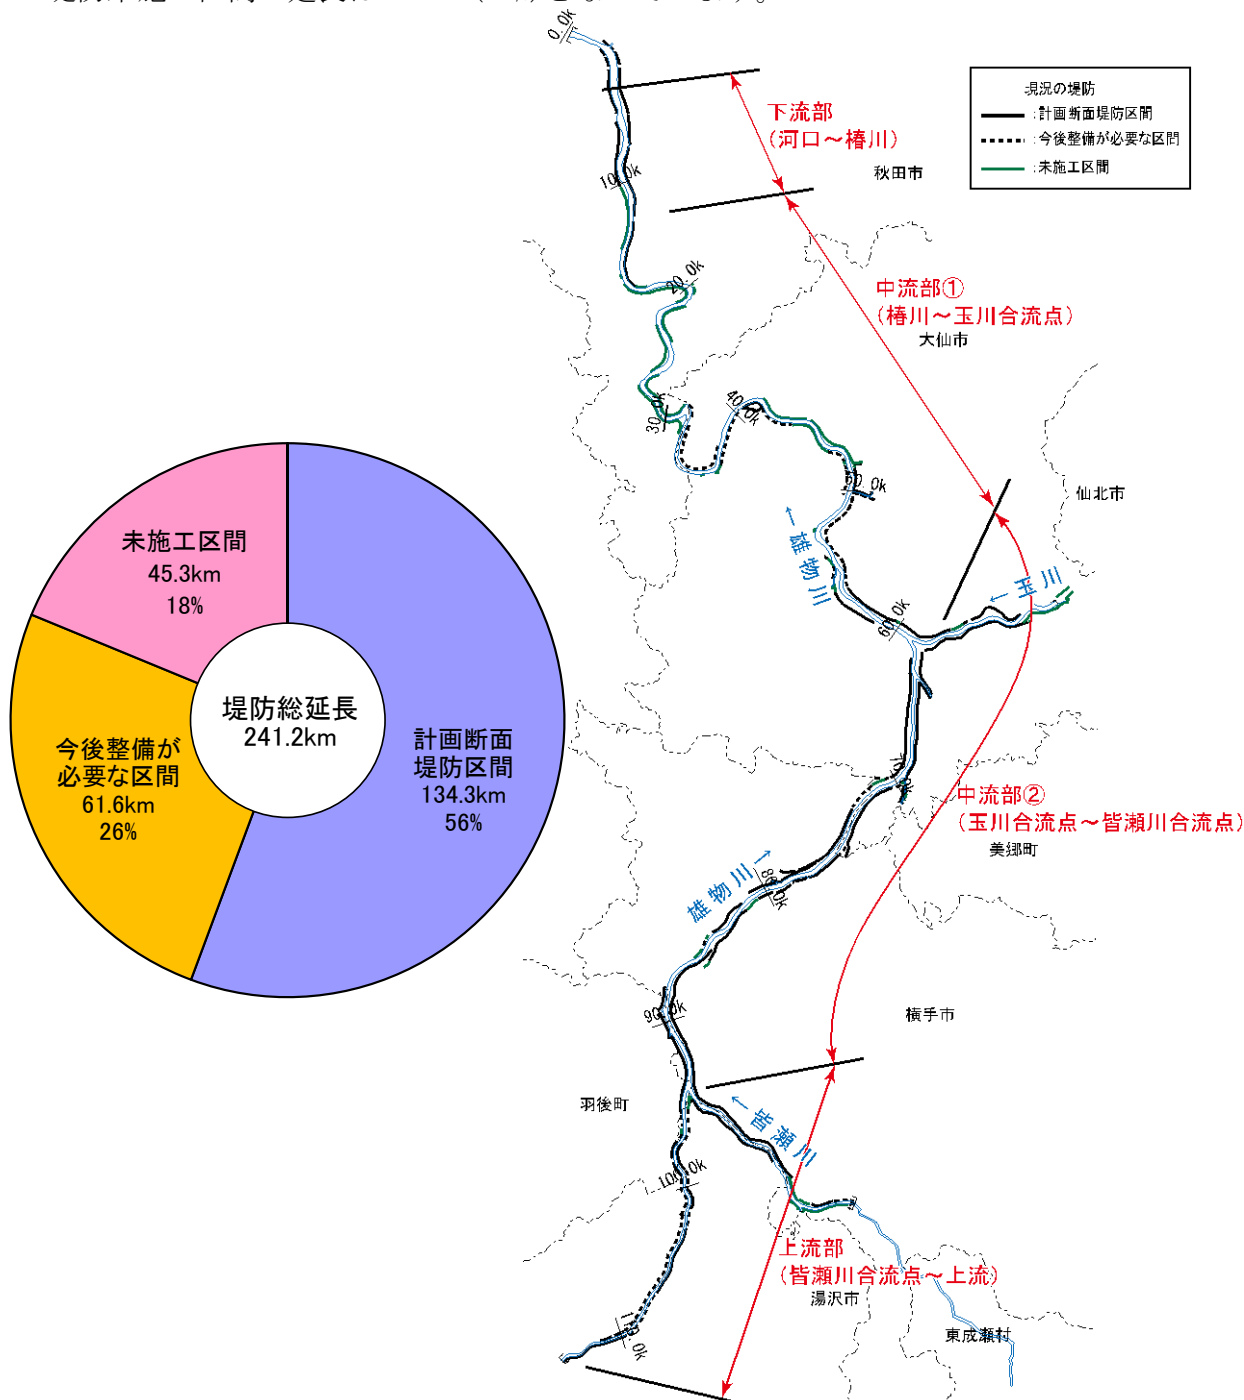 0.0k
現況の堤防
:計画断面堤防区間
:今後整備が必要な区間
:未施工区間
下流部
(河口～椿川)
秋田市
10.0k
20.0k
中流部①
(椿川～玉川合流点)
大仙市
30.0k
40.0k
仙北市
←雄物川
←玉川
60.0k
未施工区間
45.3km
18%
堤防総延長
241.2km
今後整備が
必要な区間
61.6km
26%
計画断面
堤防区間
134.3km
56%
中流部②
(玉川合流点～皆瀬川合流点)
美郷町
雄物川→
横手市
羽後町
←皆瀬川
100.0k
上流部
(皆瀬川合流点～上流)
湯沢市
東成瀬村